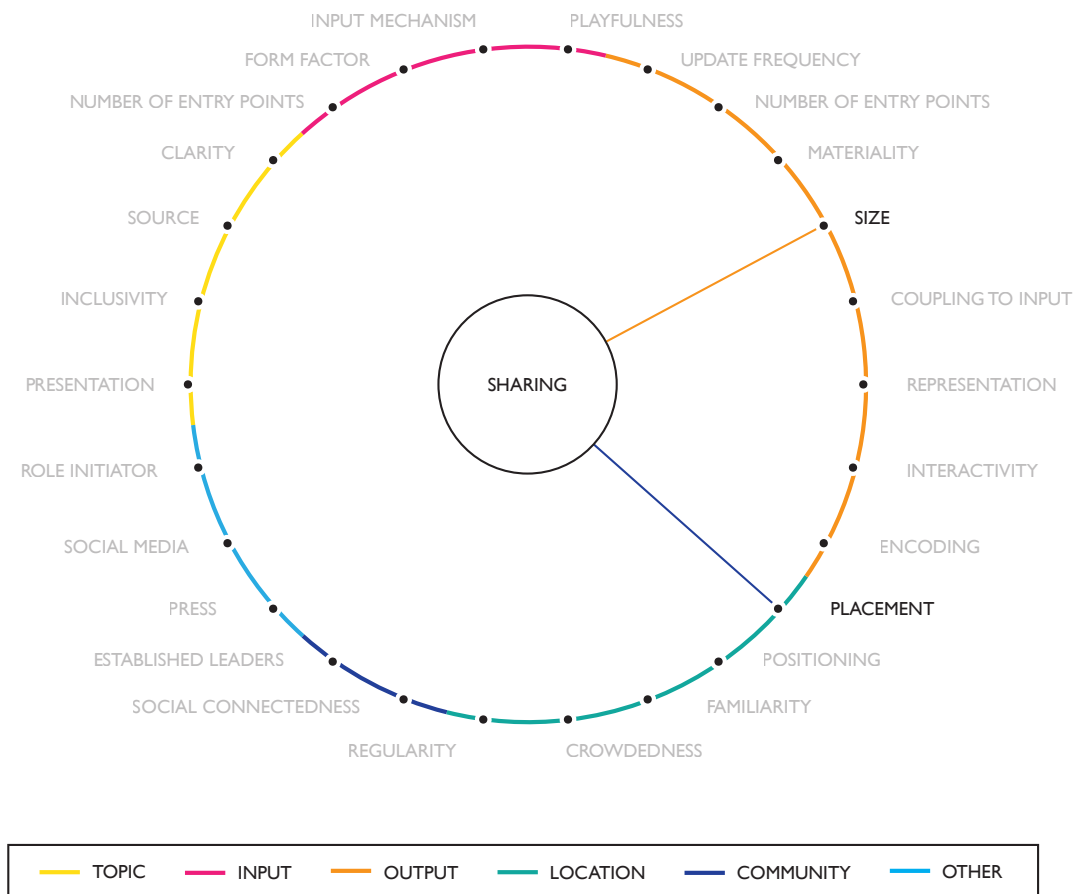 INPUT MECHANISM
PLAYFULNESS
FORM FACTOR
UPDATE FREQUENCY
NUMBER OF ENTRY POINTS
NUMBER OF ENTRY POINTS
CLARITY
MATERIALITY
SOURCE
SIZE
INCLUSIVITY
COUPLING TO INPUT
PRESENTATION
SHARING
REPRESENTATION
ROLE INITIATOR
INTERACTIVITY
SOCIAL MEDIA
ENCODING
PRESS
PLACEMENT
ESTABLISHED LEADERS
POSITIONING
SOCIAL CONNECTEDNESS
FAMILIARITY
REGULARITY
CROWDEDNESS
TOPIC
INPUT
OUTPUT
LOCATION
COMMUNITY
OTHER